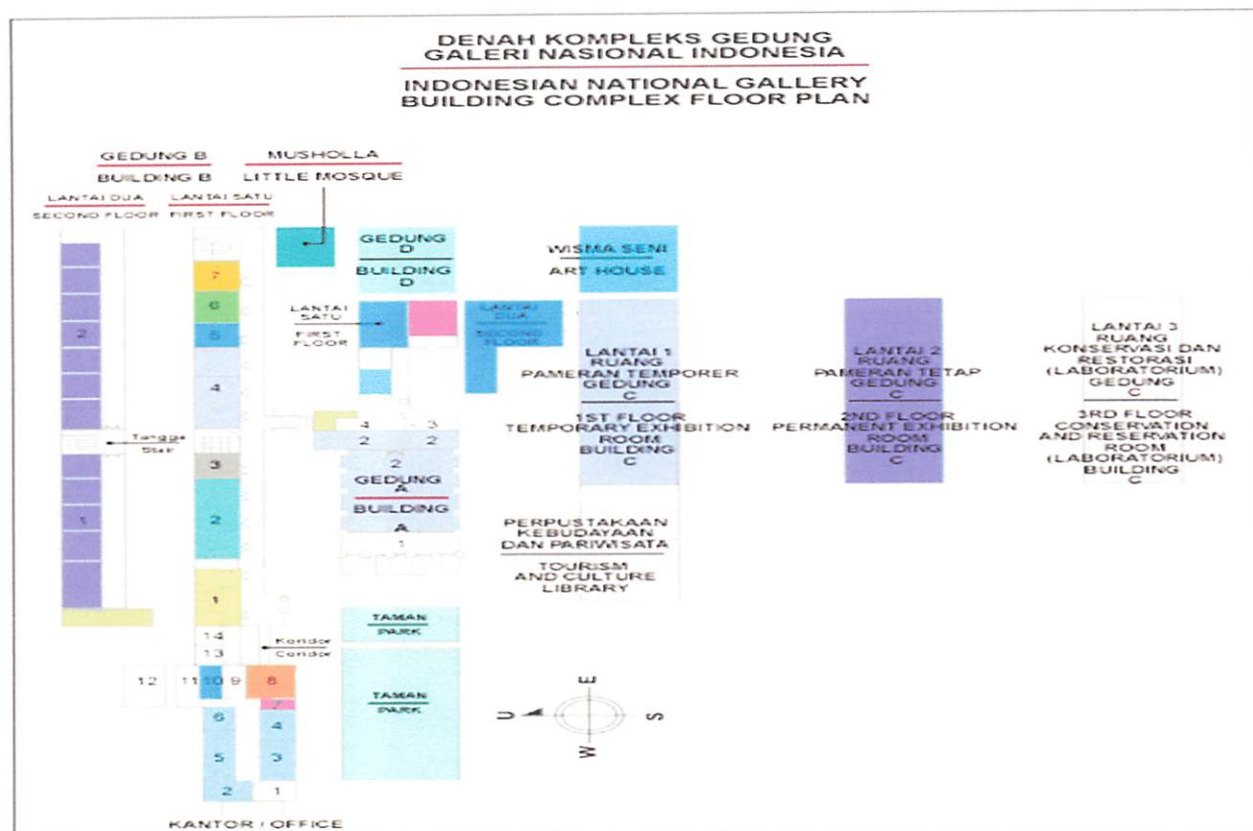 DENAH KOMPLEKS GEDUNG
GALERI NASIONAL INDONESIA
INDONESIAN NATIONAL GALLERY
BUILDING COMPLEX FLOOR PLAN
GEDUNG B
BUILDING B
MUSHOLLA
LITTLE MOSQUE
LANTAI DUA
SECOND FLOOR
LANTAI SATU
FIRST FLOOR
2
1
Tangga
Stair
7
6
5
4
3
2
1
14
13
Koridor
Corridor
12
11
10
9
8
7
6
4
5
3
2
1
KANTOR / OFFICE
GEDUNG
D
BUILDING
D
LANTAI
SATU
FIRST
FLOOR
LANTAI
DUA
SECOND
FLOOR
4
3
2
2
2
GEDUNG
A
BUILDING
A
1
TAMAN
PARK
TAMAN
PARK
WISMA SENI
ART HOUSE
LANTAI 1
RUANG
PAMERAN TEMPORER
GEDUNG
C
1ST FLOOR
TEMPORARY EXHIBITION
ROOM
BUILDING
C
PERPUSTAKAAN
KEBUDAYAAN
DAN PARIWISATA
TOURISM
AND CULTURE
LIBRARY
LANTAI 2
RUANG
PAMERAN TETAP
GEDUNG
C
2ND FLOOR
PERMANENT EXHIBITION
ROOM
BUILDING
C
LANTAI 3
RUANG
KONSERVASI DAN
RESTORASI
(LABORATORIUM)
GEDUNG
C
3RD FLOOR
CONSERVATION
AND RESERVATION
ROOM
(LABORATORIUM)
BUILDING
C
E
U
S
W